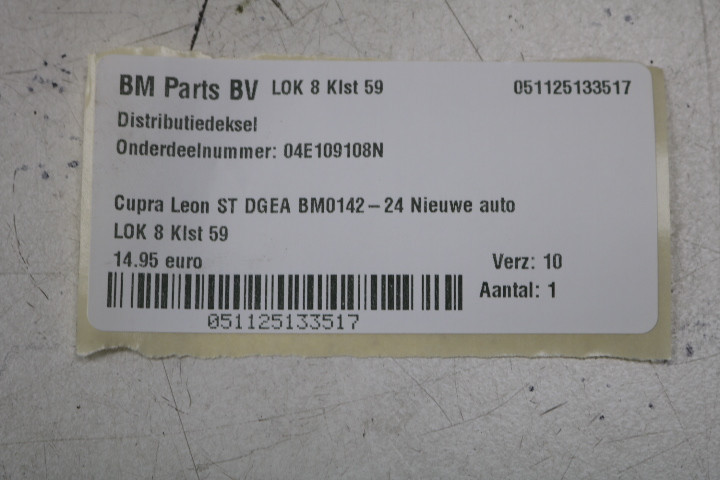 BM Parts BV LOK 8 Klst 59 051125133517
Distributiedeksel
Onderdeelnummer: 04E109108N
Cupra Leon ST DGEA BM0142-24 Nieuwe auto
LOK 8 Klst 59
14.95 euro Verz: 10
Aantal: 1
051125133517